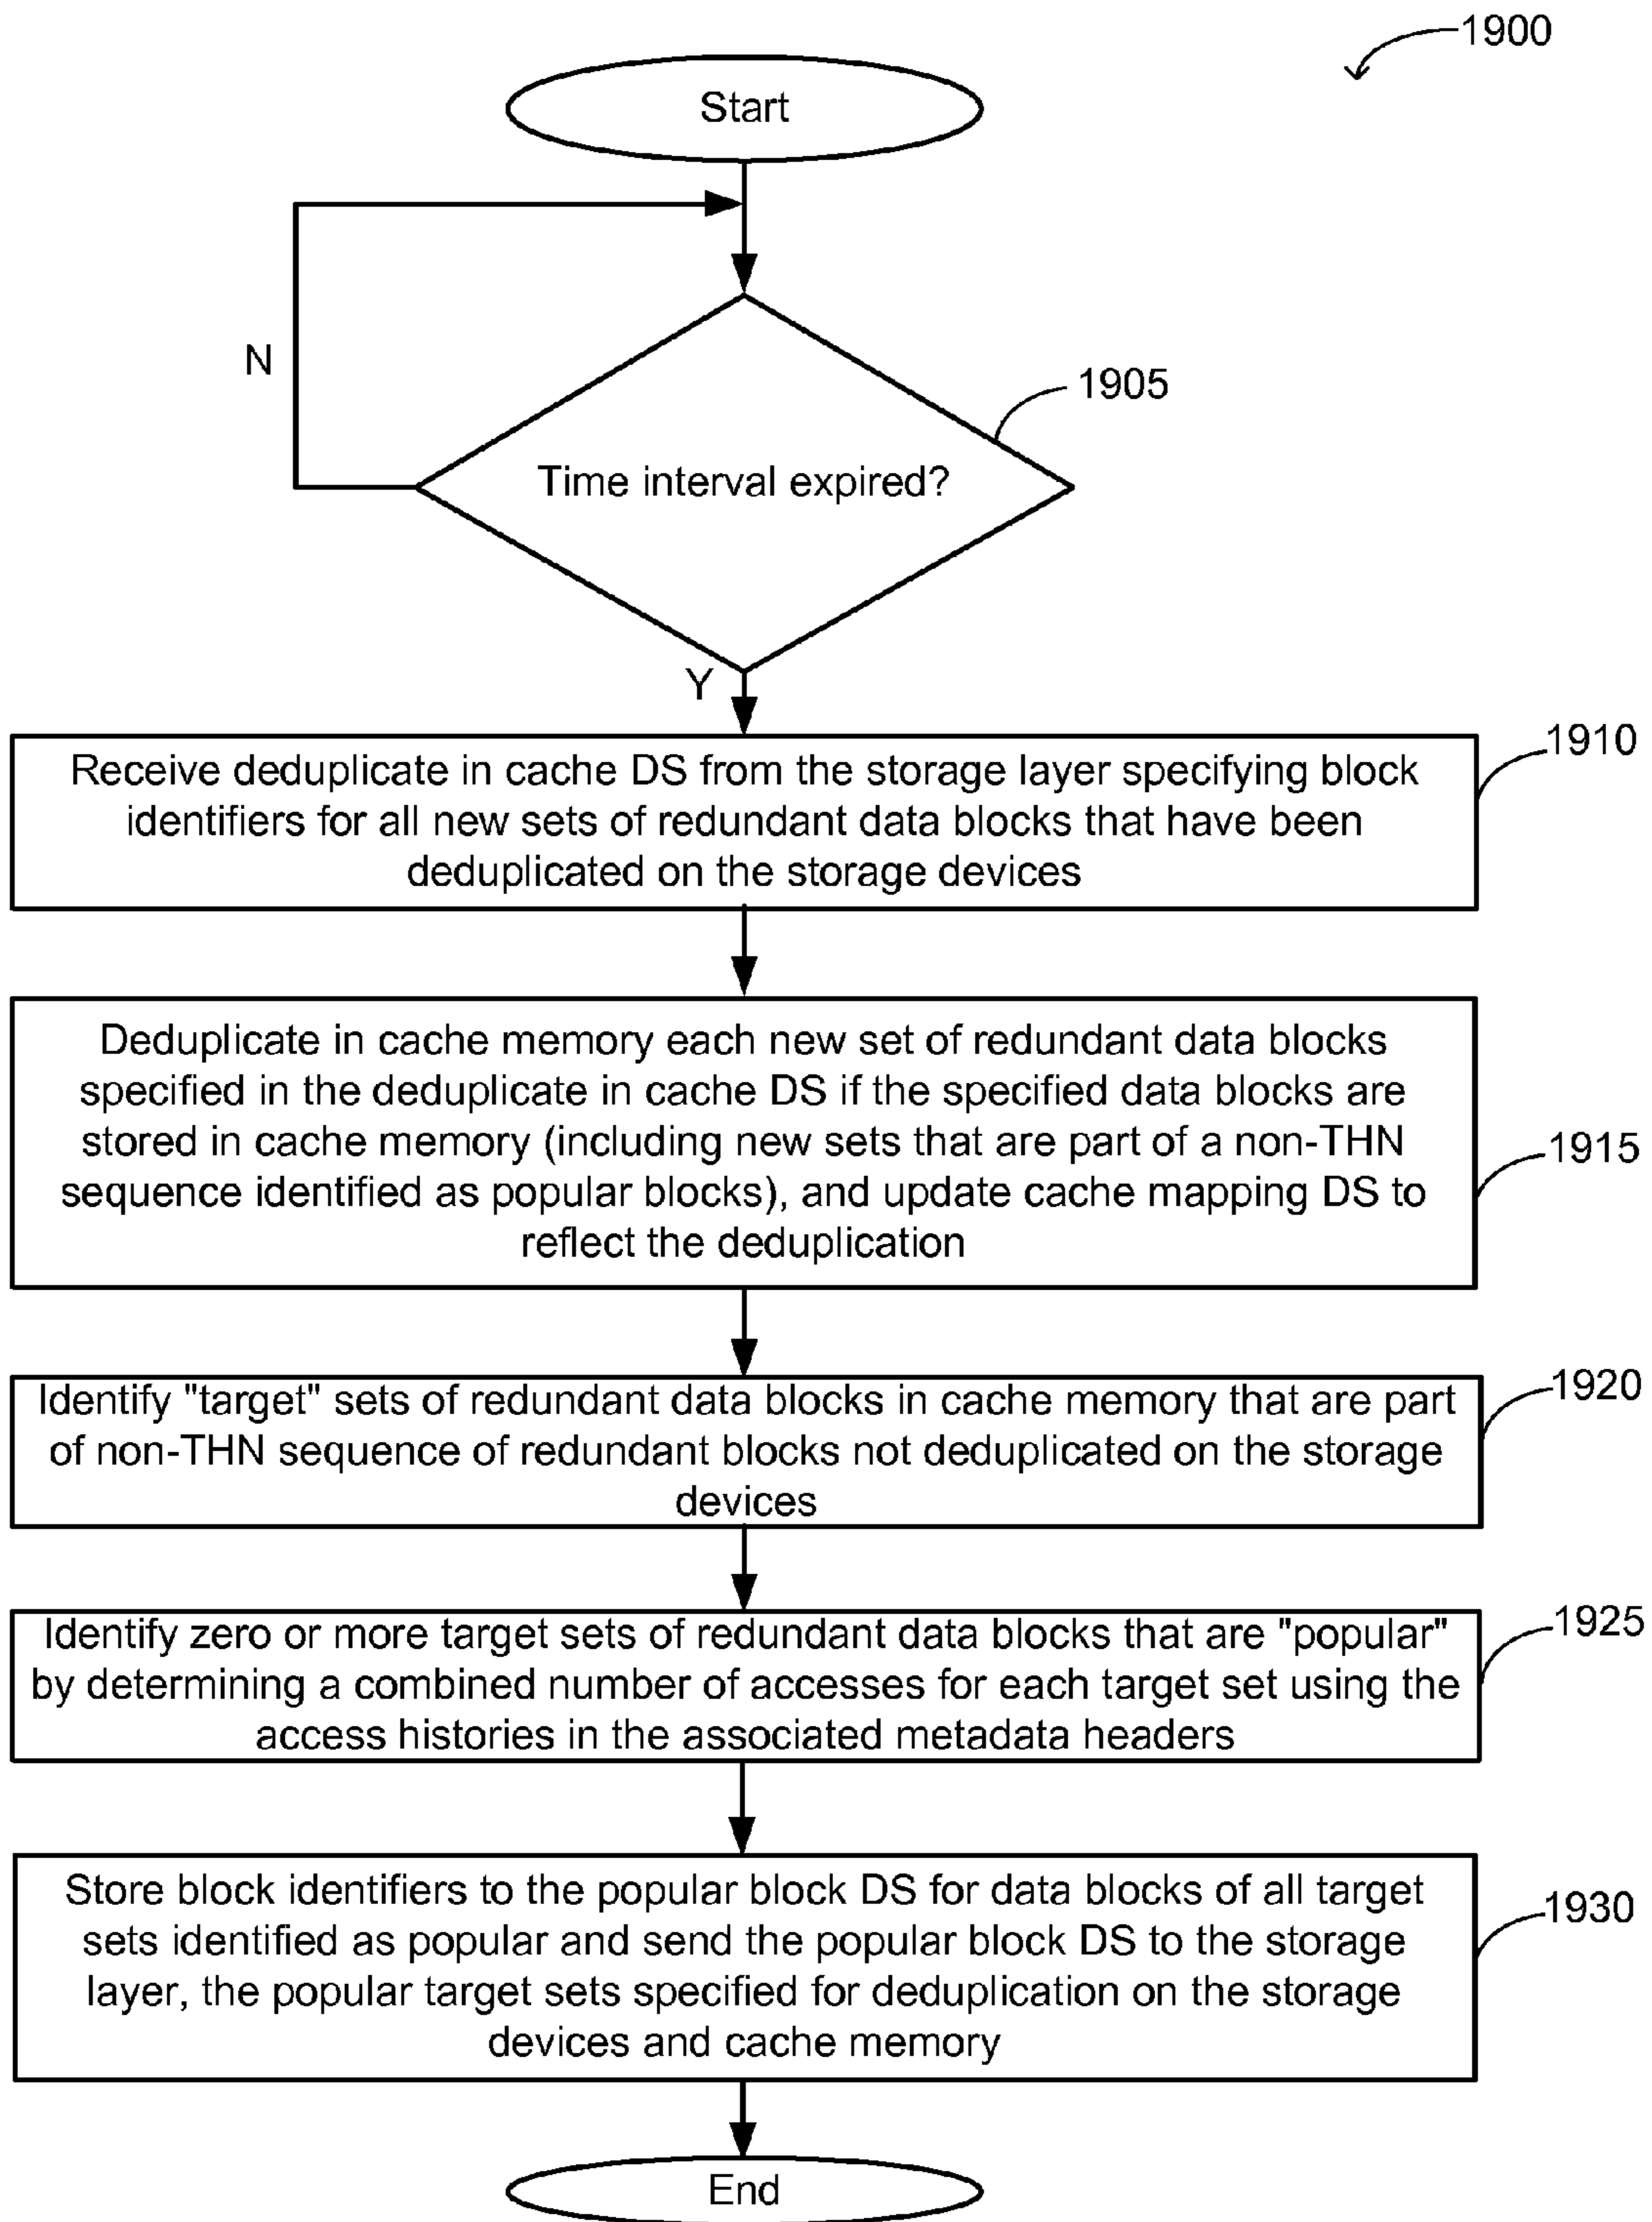 1900
Start
N
1905
Time interval expired?
Y
1910
Receive deduplicate in cache DS from the storage layer specifying block
identifiers for all new sets of redundant data blocks that have been
deduplicated on the storage devices
Deduplicate in cache memory each new set of redundant data blocks
specified in the deduplicate in cache DS if the specified data blocks are
stored in cache memory (including new sets that are part of a non-THN
sequence identified as popular blocks), and update cache mapping DS to
reflect the deduplication
1915
Identify "target" sets of redundant data blocks in cache memory that are part
of non-THN sequence of redundant blocks not deduplicated on the storage
devices
1920
Identify zero or more target sets of redundant data blocks that are "popular"
by determining a combined number of accesses for each target set using the
access histories in the associated metadata headers
1925
Store block identifiers to the popular block DS for data blocks of all target
sets identified as popular and send the popular block DS to the storage
layer, the popular target sets specified for deduplication on the storage
devices and cache memory
1930
End